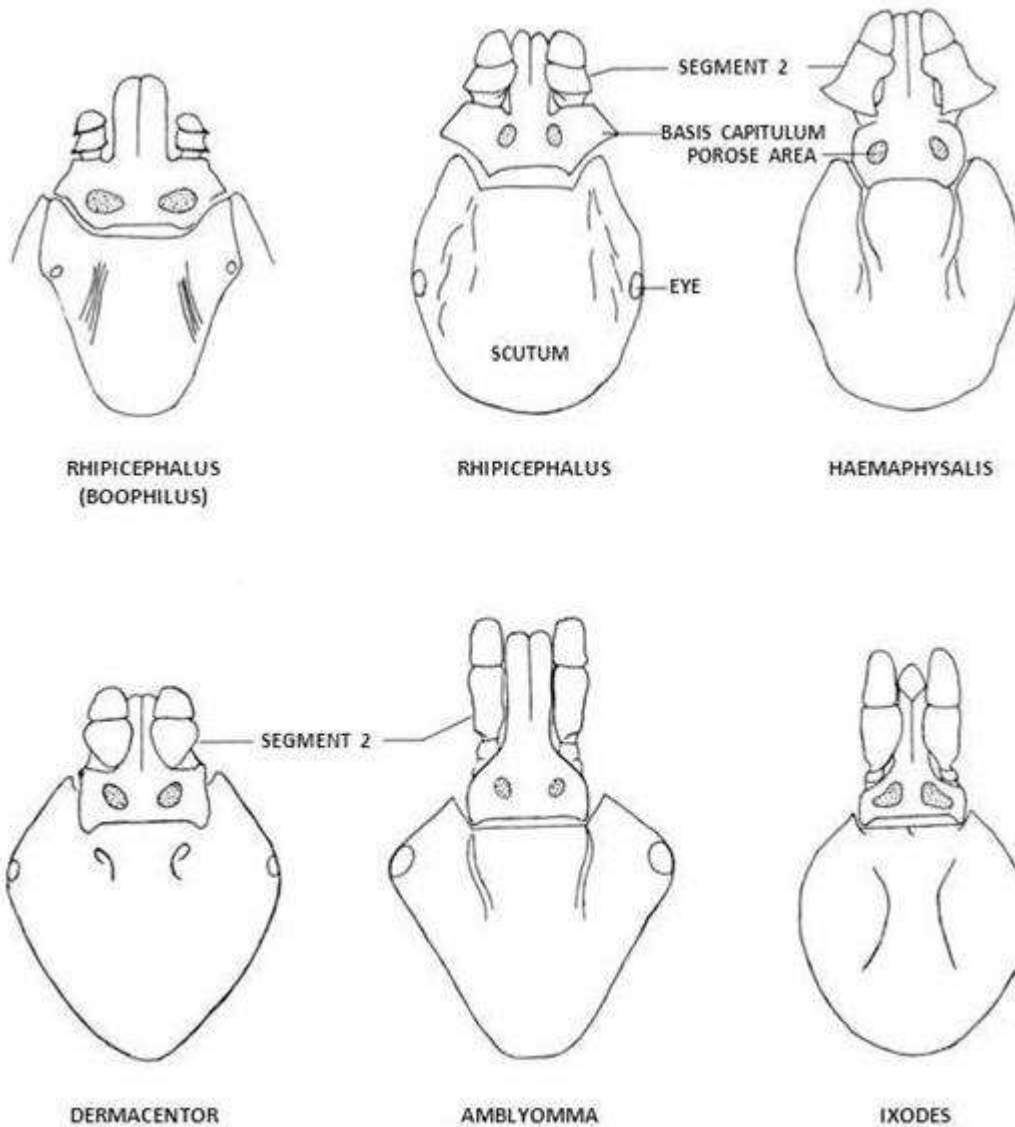 SEGMENT 2
BASIS CAPITULUM
POROSE AREA
EYE
SCUTUM
RHIPICEPHALUS
(BOOPHILUS)
RHIPICEPHALUS
HAEMAPHYSALIS
SEGMENT 2
DERMACENTOR
AMBLYOMMA
IXODES